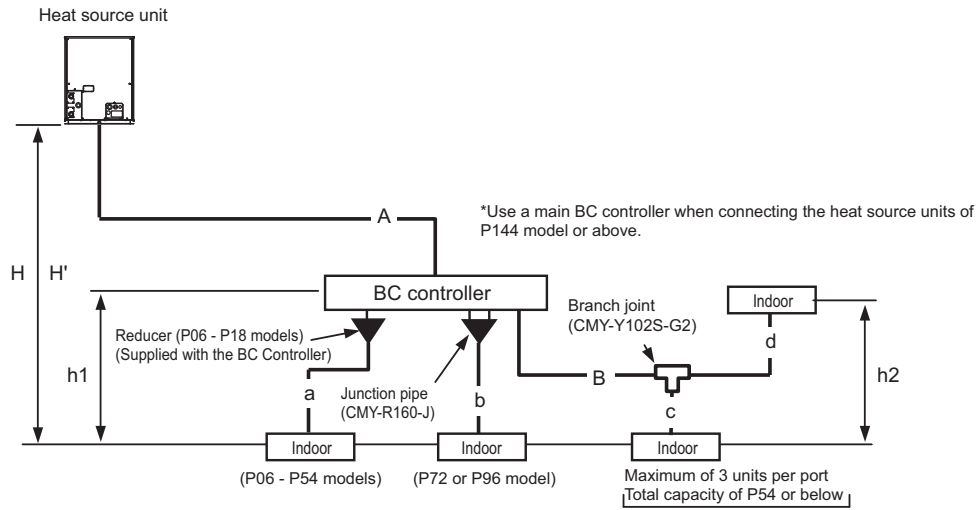 Heat source unit
A
*Use a main BC controller when connecting the heat source units of
P144 model or above.
H
H'
BC controller
Branch joint
(CMY-Y102S-G2)
Indoor
Reducer (P06 - P18 models)
(Supplied with the BC Controller)
h1
a
Junction pipe
(CMY-R160-J)
b
B
d
h2
c
Indoor
Indoor
Indoor
(P06 - P54 models)
(P72 or P96 model)
Maximum of 3 units per port
Total capacity of P54 or below